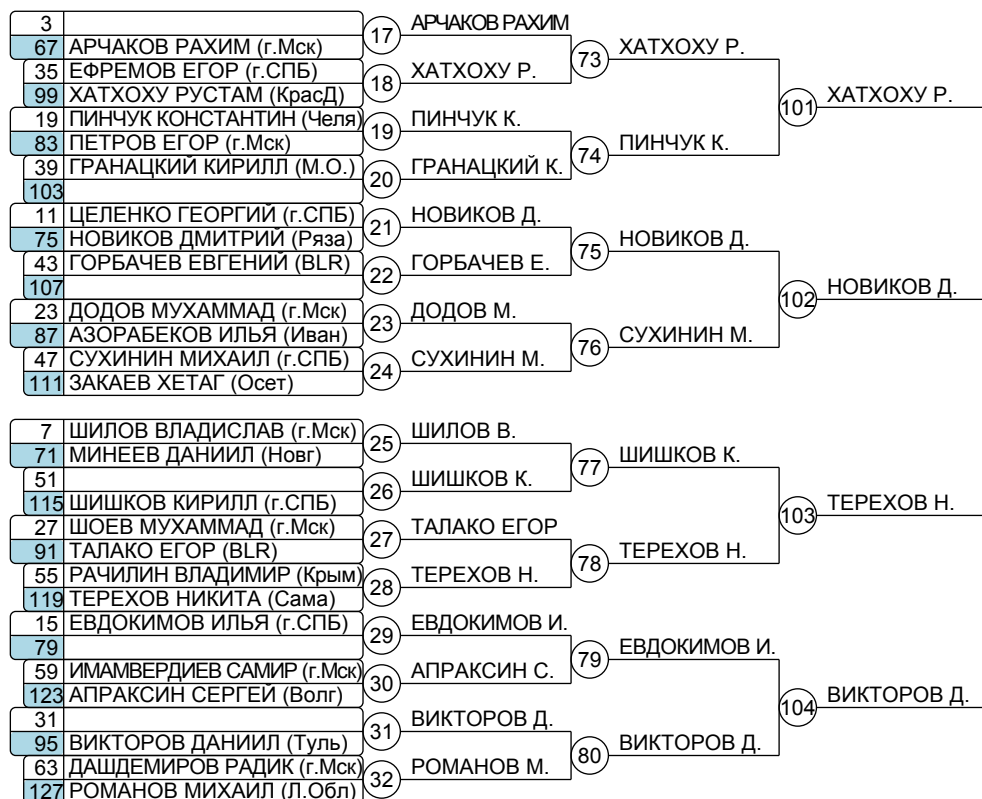 3 17 АРЧАКОВ РАХИМ
67 АРЧАКОВ РАХИМ (г.Мск) 73 ХАТХОХУ Р.
35 ЕФРЕМОВ ЕГОР (г.СПБ) 18 ХАТХОХУ Р.
99 ХАТХОХУ РУСТАМ (КрасД) 101 ХАТХОХУ Р.
19 ПИНЧУК КОНСТАНТИН (Челя) 19 ПИНЧУК К.
83 ПЕТРОВ ЕГОР (г.Мск) 74 ПИНЧУК К.
39 ГРАНАЦКИЙ КИРИЛЛ (М.О.) 20 ГРАНАЦКИЙ К.
103
11 ЦЕЛЕНКО ГЕОРГИЙ (г.СПБ) 21 НОВИКОВ Д.
75 НОВИКОВ ДМИТРИЙ (Ряза) 75 НОВИКОВ Д.
43 ГОРБАЧЕВ ЕВГЕНИЙ (BLR) 22 ГОРБАЧЕВ Е.
107 102 НОВИКОВ Д.
23 ДОДОВ МУХАММАД (г.Мск) 23 ДОДОВ М.
87 АЗОРАБЕКОВ ИЛЬЯ (Иван) 76 СУХИНИН М.
47 СУХИНИН МИХАИЛ (г.СПБ) 24 СУХИНИН М.
111 ЗАКАЕВ ХЕТАГ (Осет)
7 ШИЛОВ ВЛАДИСЛАВ (г.Мск) 25 ШИЛОВ В.
71 МИНЕЕВ ДАНИИЛ (Новг) 77 ШИШКОВ К.
51 26 ШИШКОВ К.
115 ШИШКОВ КИРИЛЛ (г.СПБ) 103 ТЕРЕХОВ Н.
27 ШОЕВ МУХАММАД (г.Мск) 27 ТАЛАКО ЕГОР
91 ТАЛАКО ЕГОР (BLR) 78 ТЕРЕХОВ Н.
55 РАЧИЛИН ВЛАДИМИР (Крым) 28 ТЕРЕХОВ Н.
119 ТЕРЕХОВ НИКИТА (Сама)
15 ЕВДОКИМОВ ИЛЬЯ (г.СПБ) 29 ЕВДОКИМОВ И.
79 79 ЕВДОКИМОВ И.
59 ИМАМВЕРДИЕВ САМИР (г.Мск) 30 АПРАКСИН С.
123 АПРАКСИН СЕРГЕЙ (Волг) 104 ВИКТОРОВ Д.
31 31 ВИКТОРОВ Д.
95 ВИКТОРОВ ДАНИИЛ (Туль) 80 ВИКТОРОВ Д.
63 ДАШДЕМИРОВ РАДИК (г.Мск) 32 РОМАНОВ М.
127 РОМАНОВ МИХАИЛ (Л.Обл)